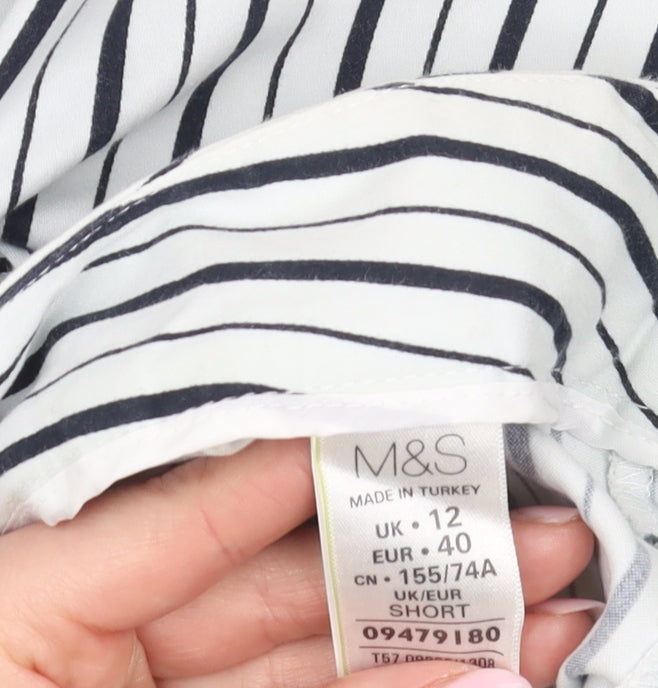 M&S
MADE IN TURKEY
UK • 12
EUR • 40
CN • 155/74A
UK/EUR
SHORT
09479180